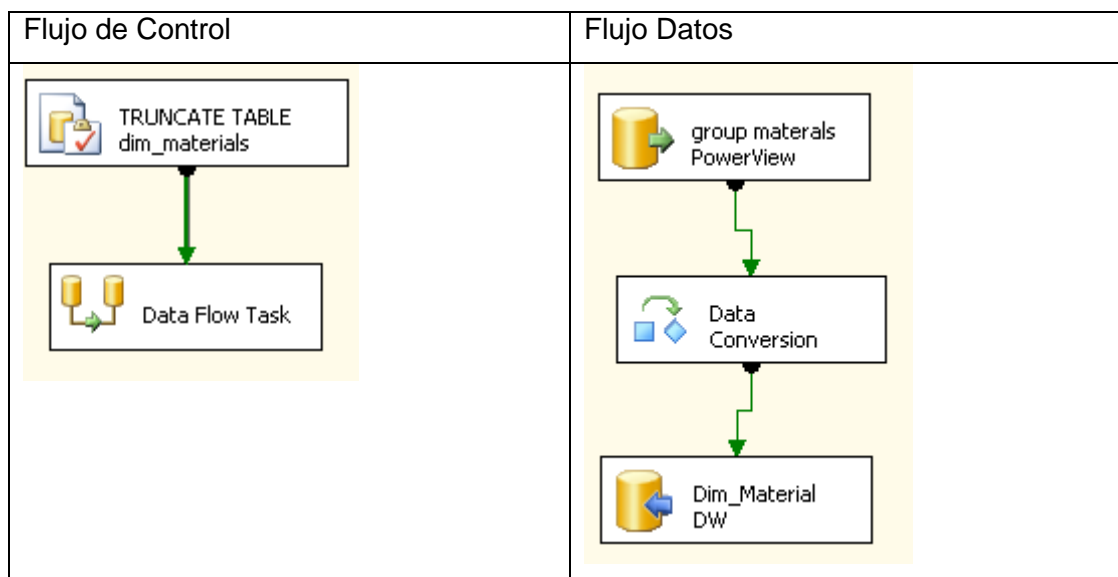 Flujo de Control
Flujo Datos
TRUNCATE TABLE
dim_materials
Data Flow Task
group materals
PowerView
Data
Conversion
Dim_Material
DW